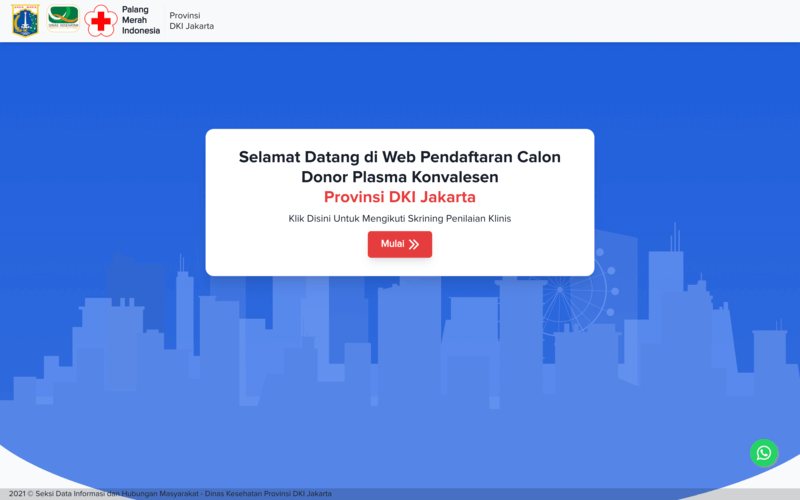 Palang
Merah
Indonesia
Provinsi
DKI Jakarta
Selamat Datang di Web Pendaftaran Calon
Donor Plasma Konvalesen
Provinsi DKI Jakarta
Klik Disini Untuk Mengikuti Skrining Penilaian Klinis
Mulai
2021 © Seksi Data Informasi dan Hubungan Masyarakat - Dinas Kesehatan Provinsi DKI Jakarta